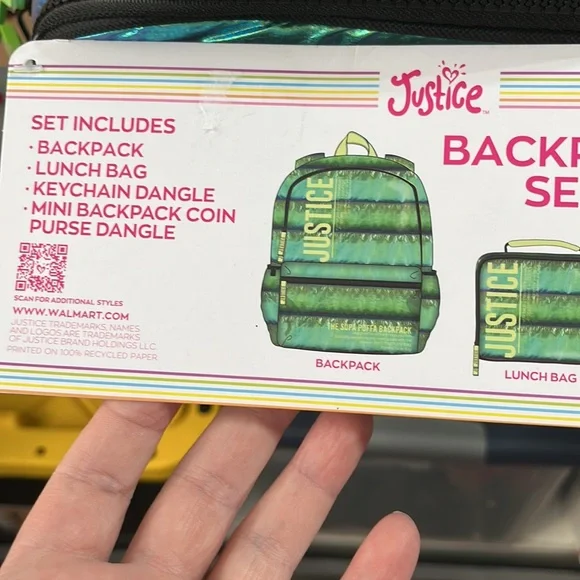 Justice™
BACKP
SE
SET INCLUDES
· BACKPACK
· LUNCH BAG
· KEYCHAIN DANGLE
· MINI BACKPACK COIN
PURSE DANGLE
SCAN FOR ADDITIONAL STYLES
WWW.WALMART.COM
JUSTICE TRADEMARKS, NAMES
AND LOGOS ARE TRADEMARKS
OF JUSTICE BRAND HOLDINGS LLC.
PRINTED ON 100% RECYCLED PAPER
JUSTICE
THE SUPA PUFFA BACKPACK
BACKPACK
JUSTICE
LUNCH BAG